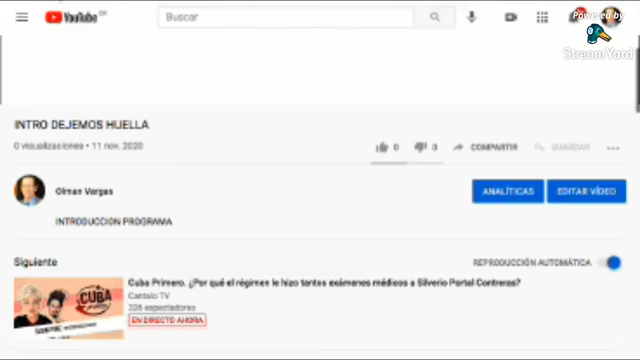 YouTube CR
Buscar
Powered by
StreamYard
INTRO DEJEMOS HUELLA
0 visualizaciones • 11 nov. 2020
0
0
COMPARTIR
GUARDAR
Olman Vargas
ANALÍTICAS
EDITAR VÍDEO
INTRODUCCION PROGRAMA
Siguiente
REPRODUCCIÓN AUTOMÁTICA
Cuba Primero. ¿Por qué el régimen le hizo tantos exámenes médicos a Silverio Portal Contreras?
Cantalo TV
226 espectadores
EN DIRECTO AHORA
CUBA